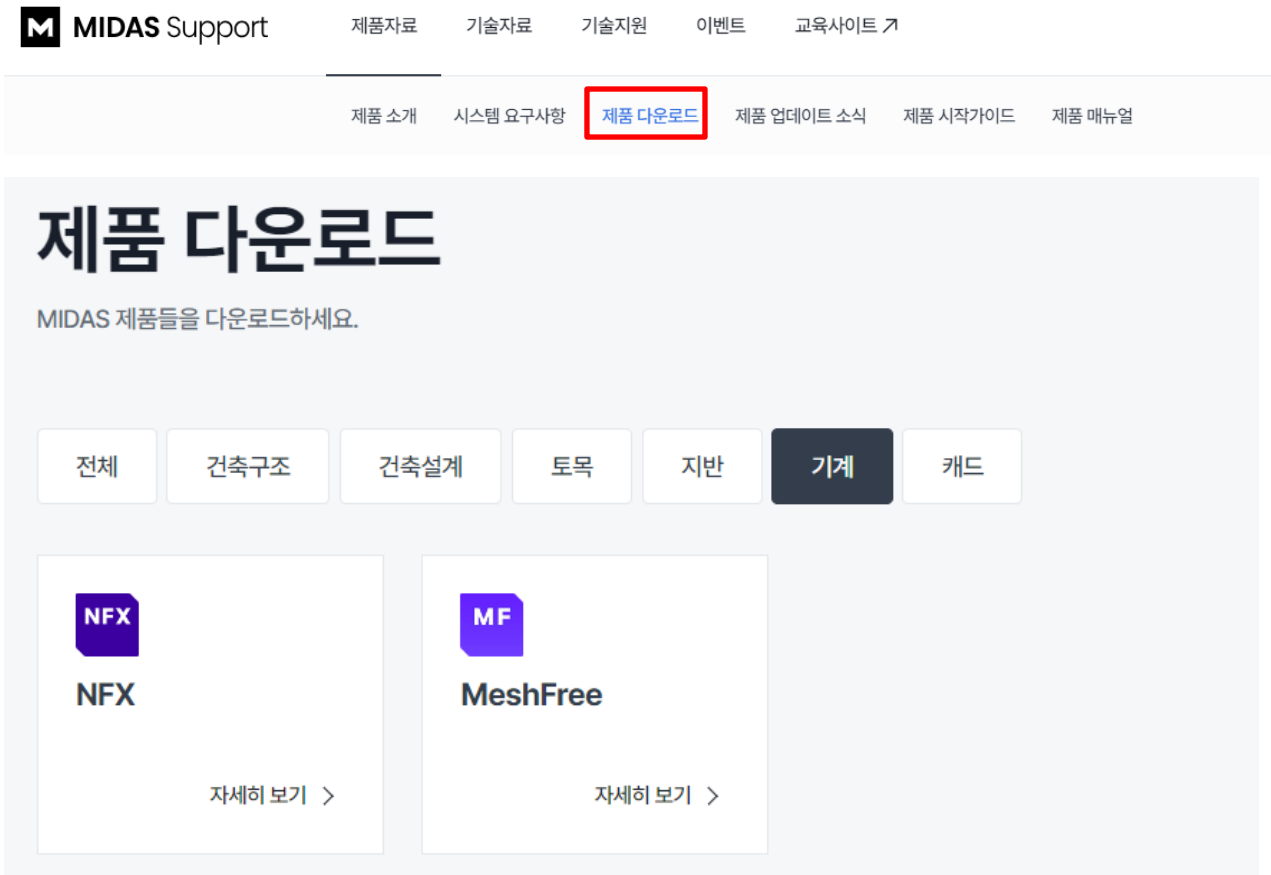 M MIDAS Support 제품자료 기술자료 기술지원 이벤트 교육사이트
제품 소개 시스템 요구사항 제품 다운로드 제품 업데이트 소식 제품 시작가이드 제품 매뉴얼
제품 다운로드
MIDAS 제품들을 다운로드하세요.
전체 건축구조 건축설계 토목 지반 기계 캐드
NFX MF
NFX MeshFree
자세히 보기 자세히 보기